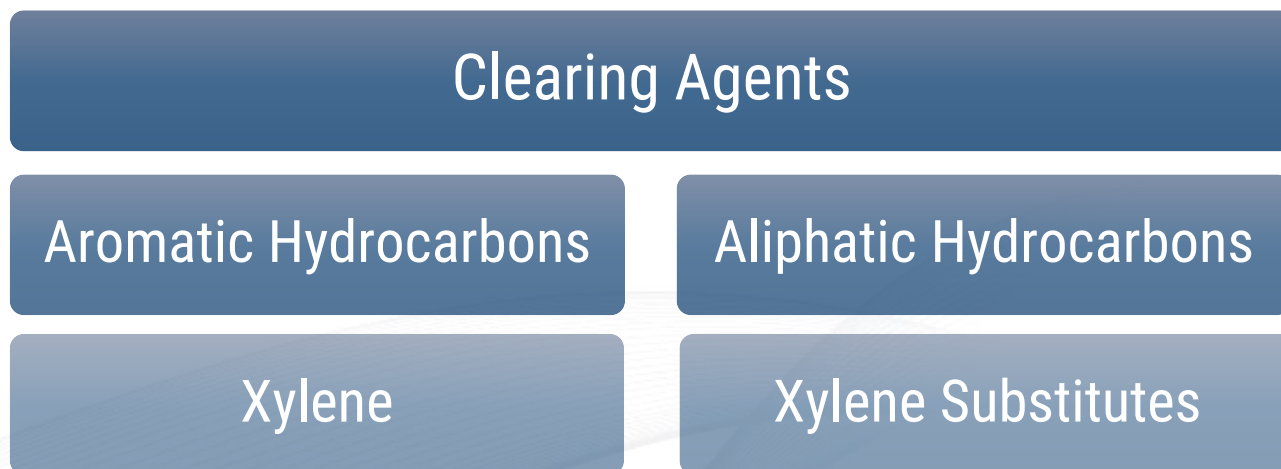 Clearing Agents
Aromatic Hydrocarbons
Aliphatic Hydrocarbons
Xylene
Xylene Substitutes